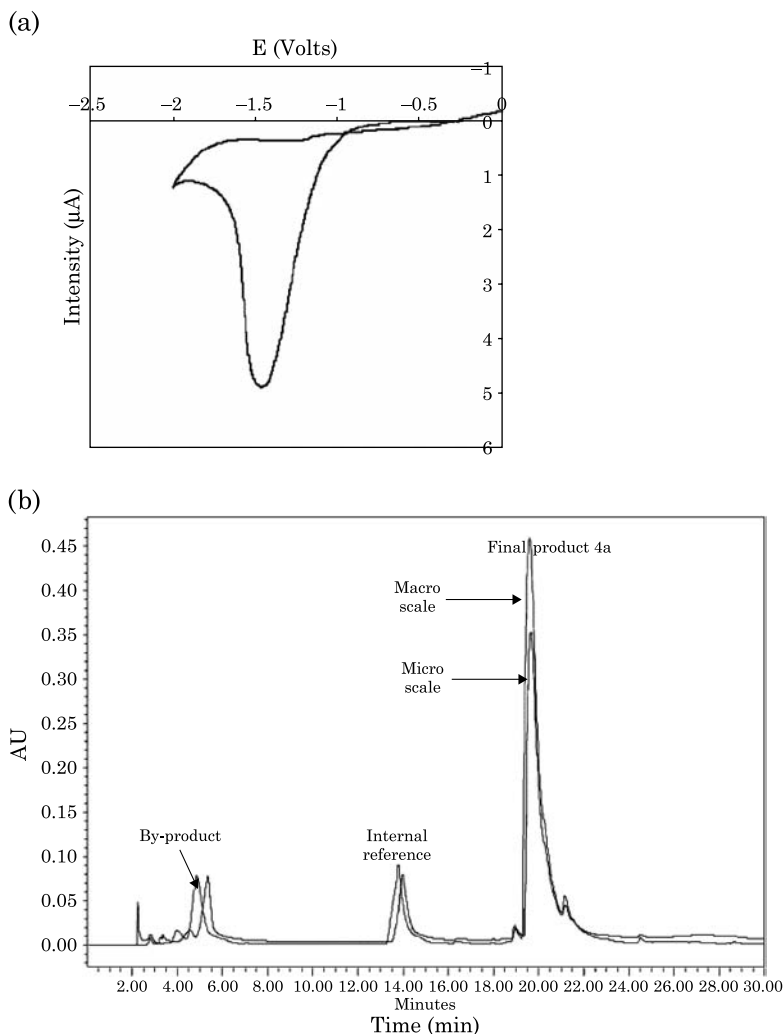 (a)
E (Volts)
−2.5 −2 −1.5 −1 −0.5 0
−1
0
1
2
3
4
5
6
Intensity (μA)
(b)
Final product 4a
Macro
scale
Micro
scale
By-product
Internal
reference
0.45
0.40
0.35
0.30
0.25
0.20
0.15
0.10
0.05
0.00
AU
2.00 4.00 6.00 8.00 10.00 12.00 14.00 16.00 18.00 20.00 22.00 24.00 26.00 28.00 30.00
Minutes
Time (min)